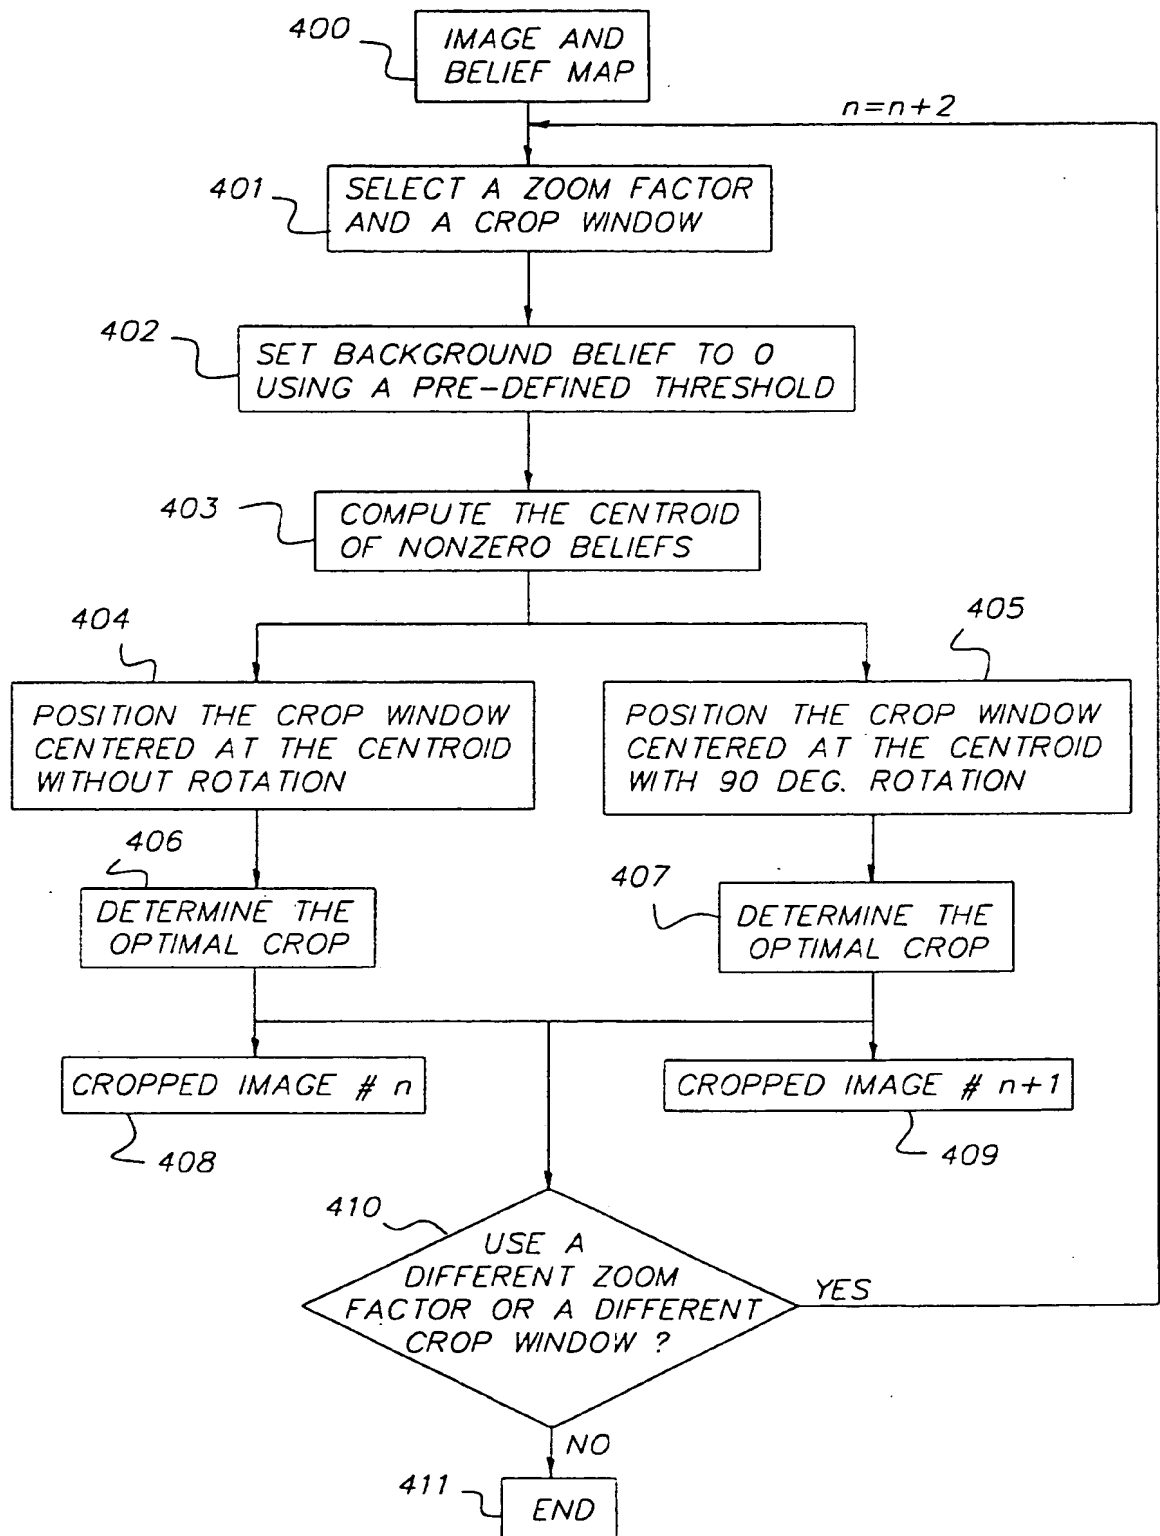 400
IMAGE AND
BELIEF MAP
n=n+2
401
SELECT A ZOOM FACTOR
AND A CROP WINDOW
402
SET BACKGROUND BELIEF TO 0
USING A PRE-DEFINED THRESHOLD
403
COMPUTE THE CENTROID
OF NONZERO BELIEFS
404
POSITION THE CROP WINDOW
CENTERED AT THE CENTROID
WITHOUT ROTATION
405
POSITION THE CROP WINDOW
CENTERED AT THE CENTROID
WITH 90 DEG. ROTATION
406
DETERMINE THE
OPTIMAL CROP
407
DETERMINE THE
OPTIMAL CROP
CROPPED IMAGE # n
408
CROPPED IMAGE # n+1
409
410
USE A
DIFFERENT ZOOM
FACTOR OR A DIFFERENT
CROP WINDOW ?
YES
NO
411
END